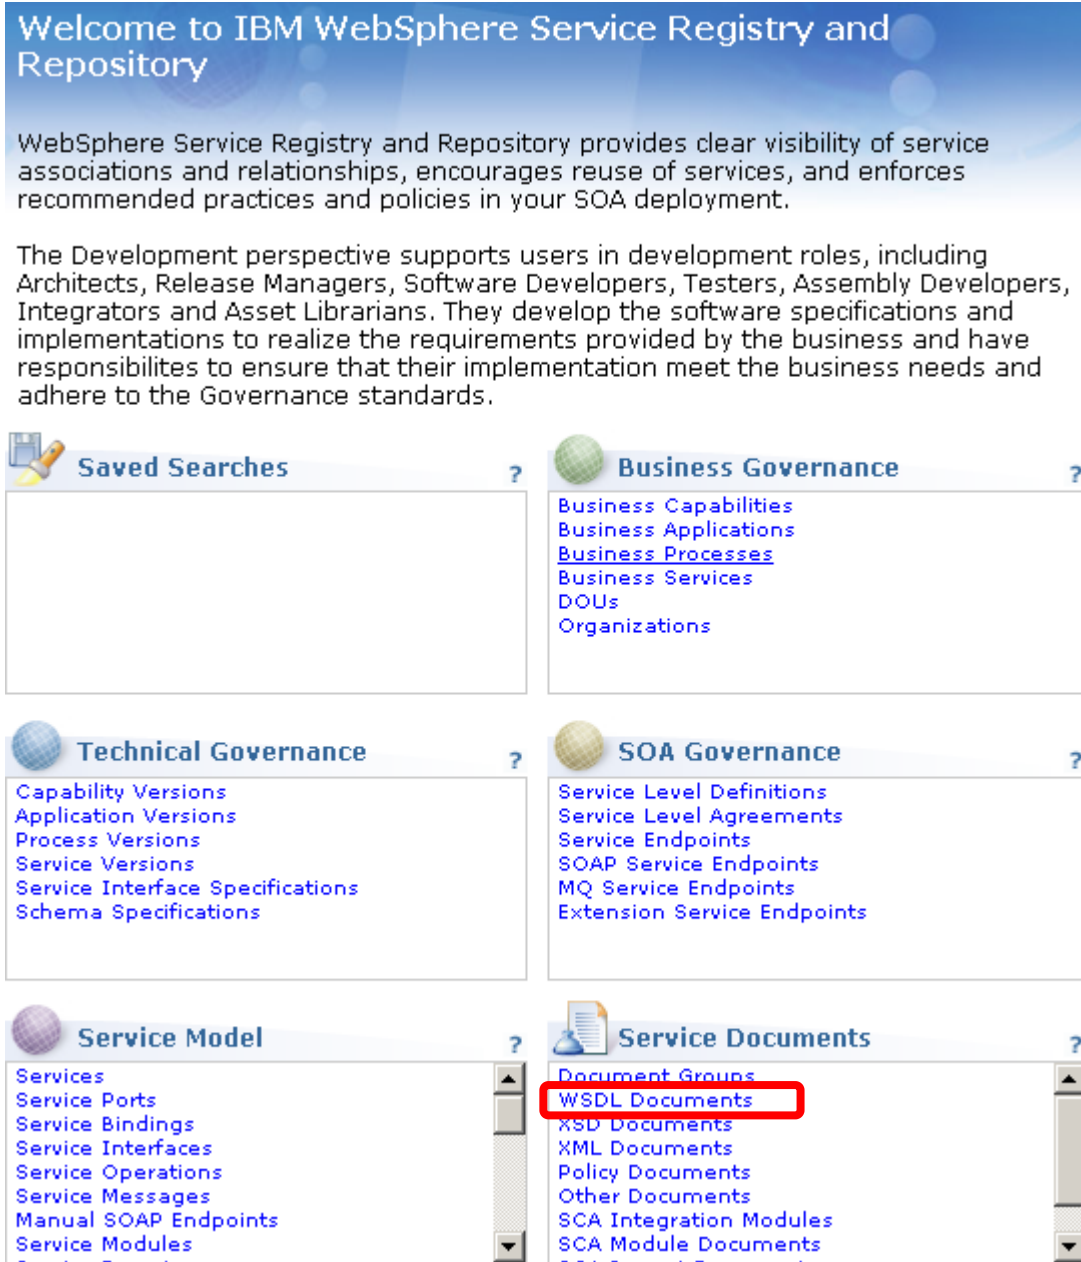 Welcome to IBM WebSphere Service Registry and
Repository
WebSphere Service Registry and Repository provides clear visibility of service
associations and relationships, encourages reuse of services, and enforces
recommended practices and policies in your SOA deployment.
The Development perspective supports users in development roles, including
Architects, Release Managers, Software Developers, Testers, Assembly Developers,
Integrators and Asset Librarians. They develop the software specifications and
implementations to realize the requirements provided by the business and have
responsibilites to ensure that their implementation meet the business needs and
adhere to the Governance standards.
Saved Searches ?
Business Governance ?
Business Capabilities
Business Applications
Business Processes
Business Services
DOUs
Organizations
Technical Governance ?
Capability Versions
Application Versions
Process Versions
Service Versions
Service Interface Specifications
Schema Specifications
SOA Governance ?
Service Level Definitions
Service Level Agreements
Service Endpoints
SOAP Service Endpoints
MQ Service Endpoints
Extension Service Endpoints
Service Model ?
Services
Service Ports
Service Bindings
Service Interfaces
Service Operations
Service Messages
Manual SOAP Endpoints
Service Modules
Service Documents ?
Document Groups
WSDL Documents
XSD Documents
XML Documents
Policy Documents
Other Documents
SCA Integration Modules
SCA Module Documents